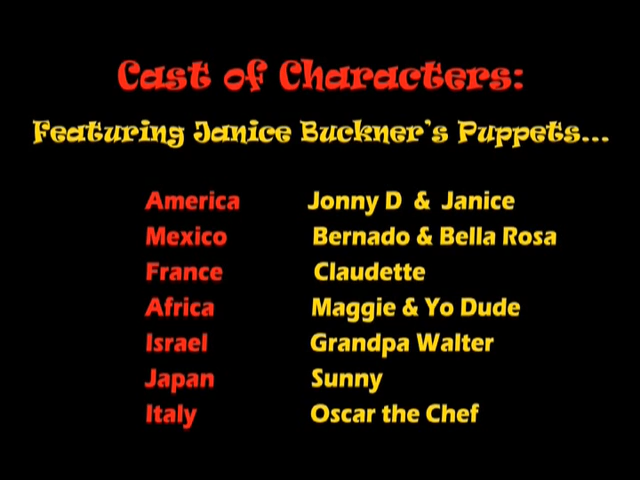 Cast of Characters:
Featuring Janice Buckner's Puppets...
America Jonny D & Janice
Mexico Bernado & Bella Rosa
France Claudette
Africa Maggie & Yo Dude
Israel Grandpa Walter
Japan Sunny
Italy Oscar the Chef